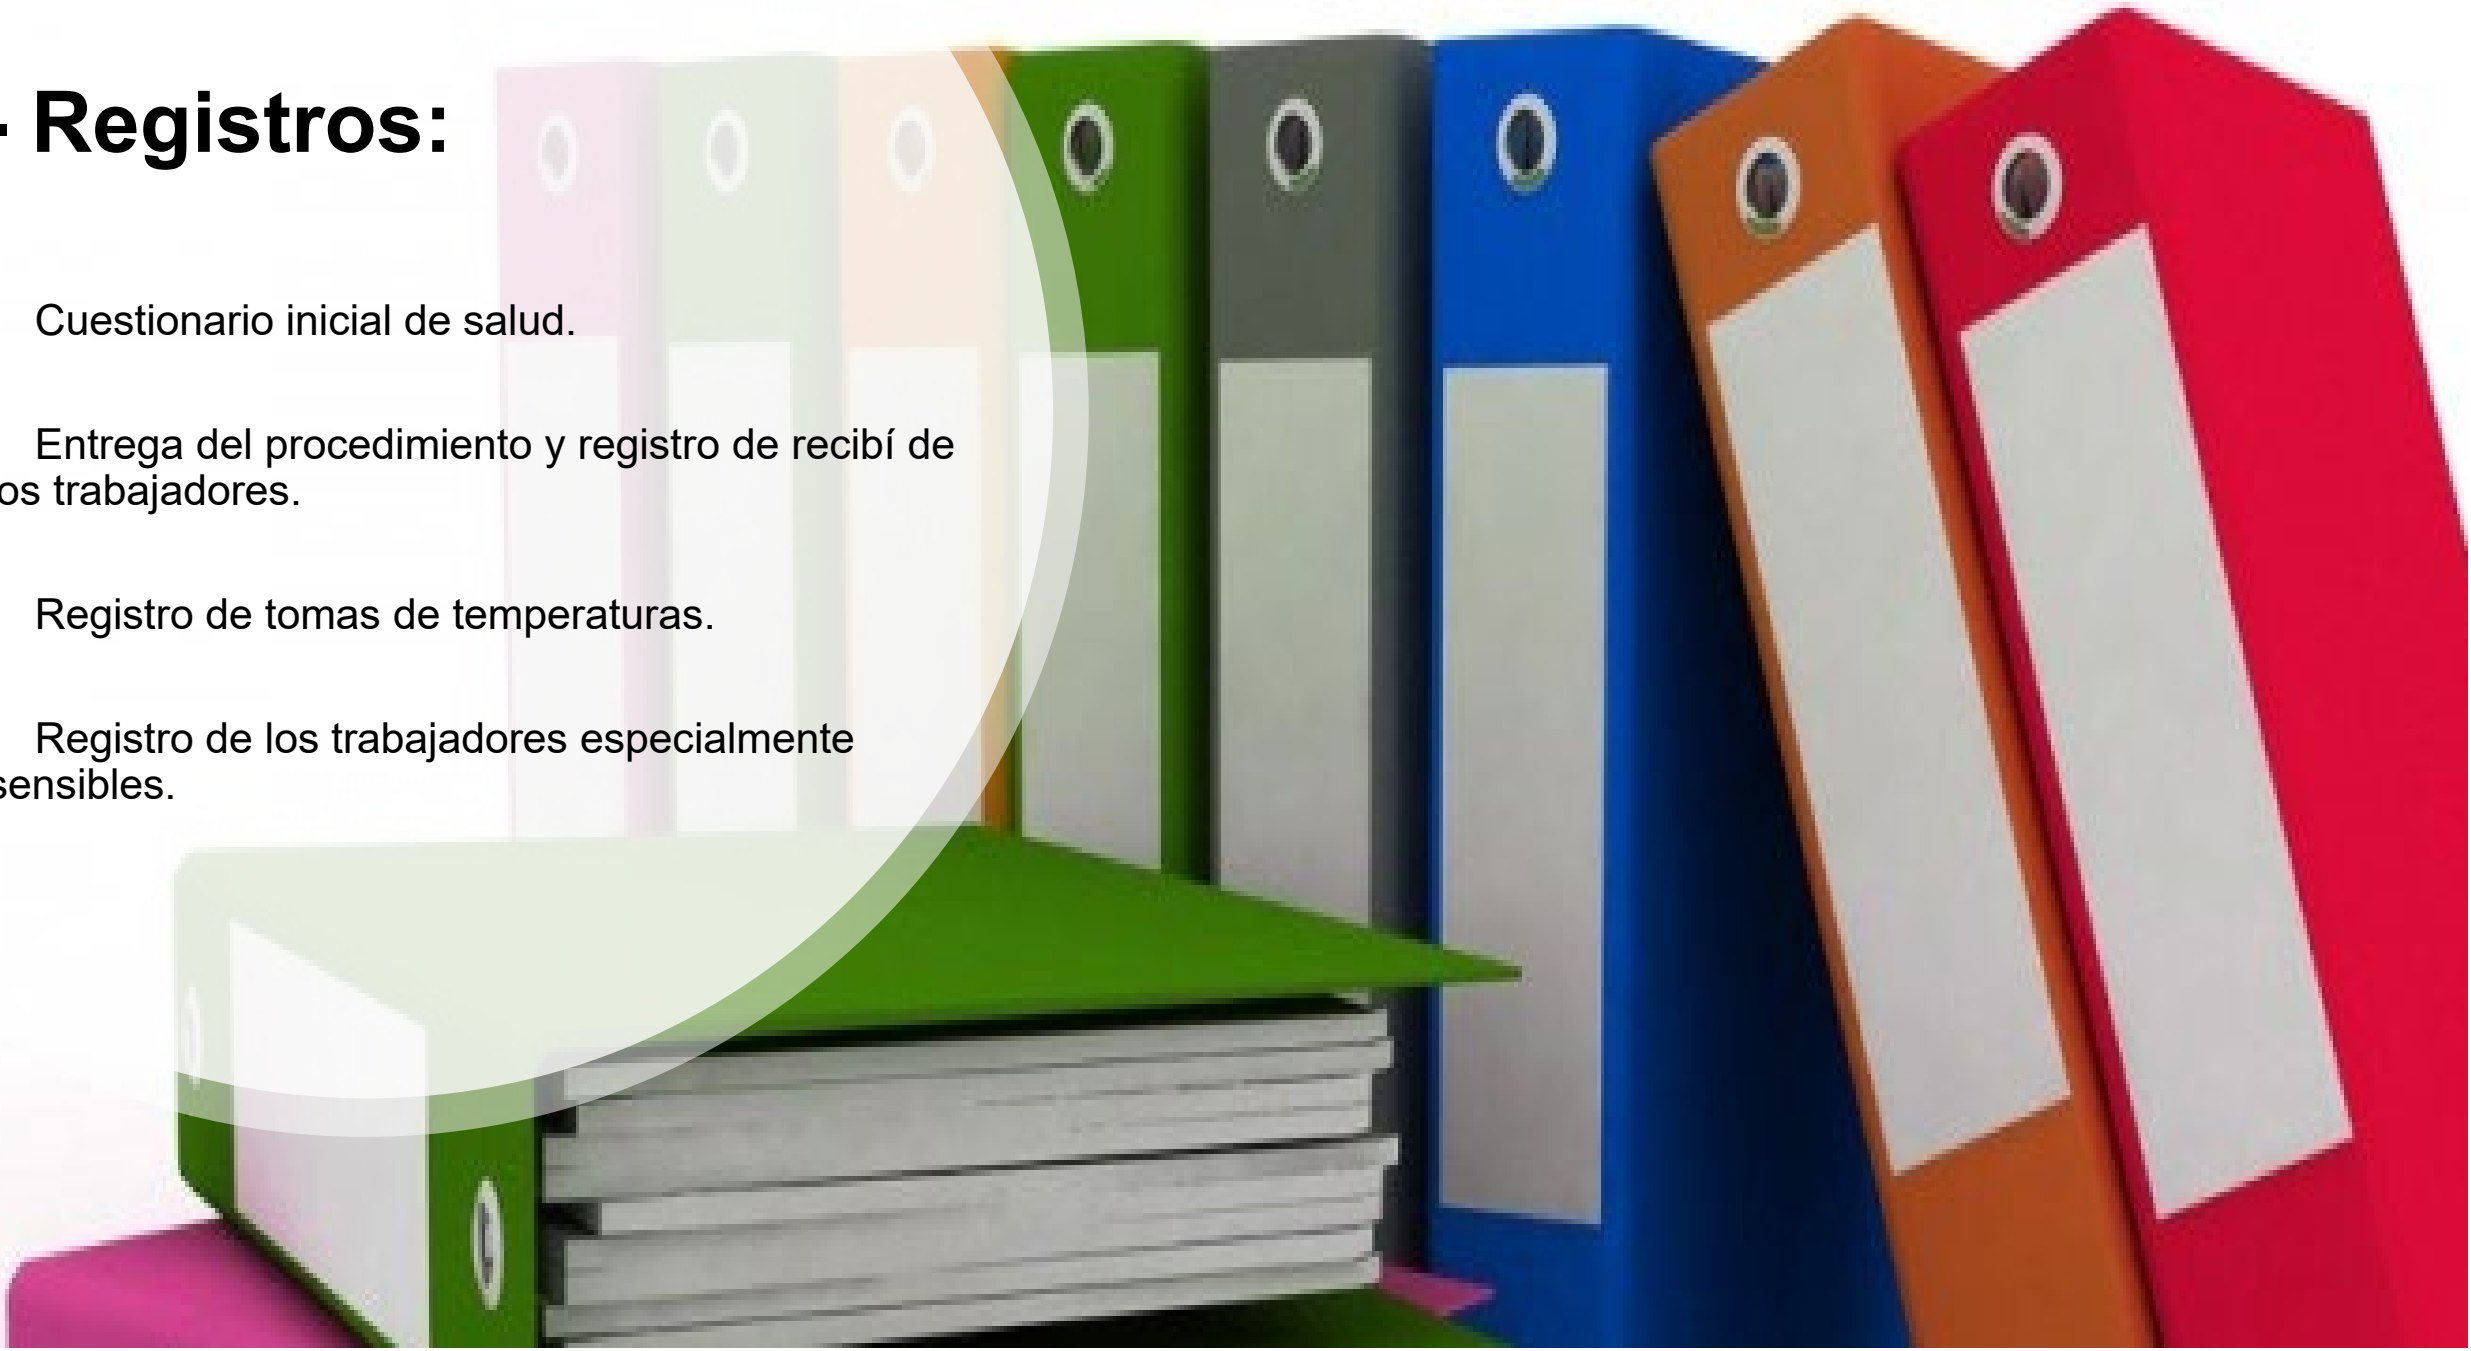 - Registros:
Cuestionario inicial de salud.
Entrega del procedimiento y registro de recibí de
os trabajadores.
Registro de tomas de temperaturas.
Registro de los trabajadores especialmente
sensibles.